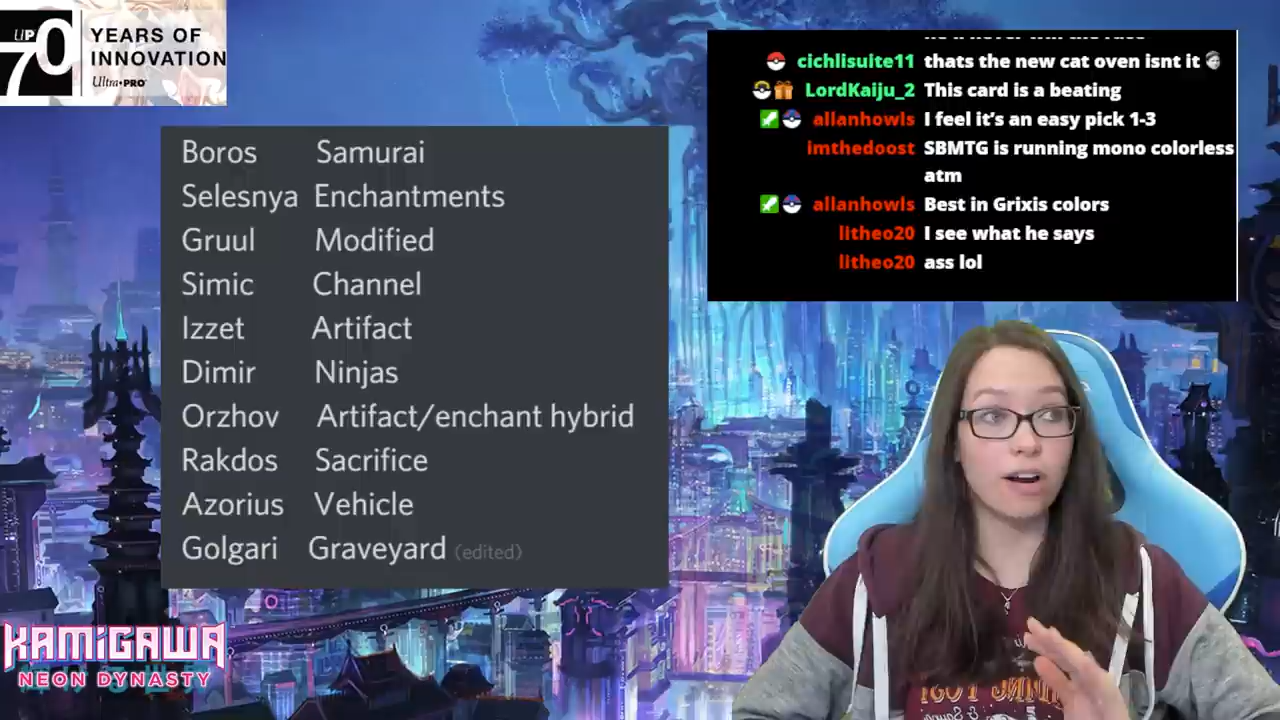 UP
70
YEARS OF
INNOVATION
Ultra•PRO
cichlisuite11 thats the new cat oven isnt it
LordKaiju_2 This card is a beating
allanhowls I feel it's an easy pick 1-3
imthedoost SBMTG is running mono colorless
atm
allanhowls Best in Grixis colors
litheo20 I see what he says
litheo20 ass lol
Boros Samurai
Selesnya Enchantments
Gruul Modified
Simic Channel
Izzet Artifact
Dimir Ninjas
Orzhov Artifact/enchant hybrid
Rakdos Sacrifice
Azorius Vehicle
Golgari Graveyard (edited)
KAMIGAWA
NEON DYNASTY